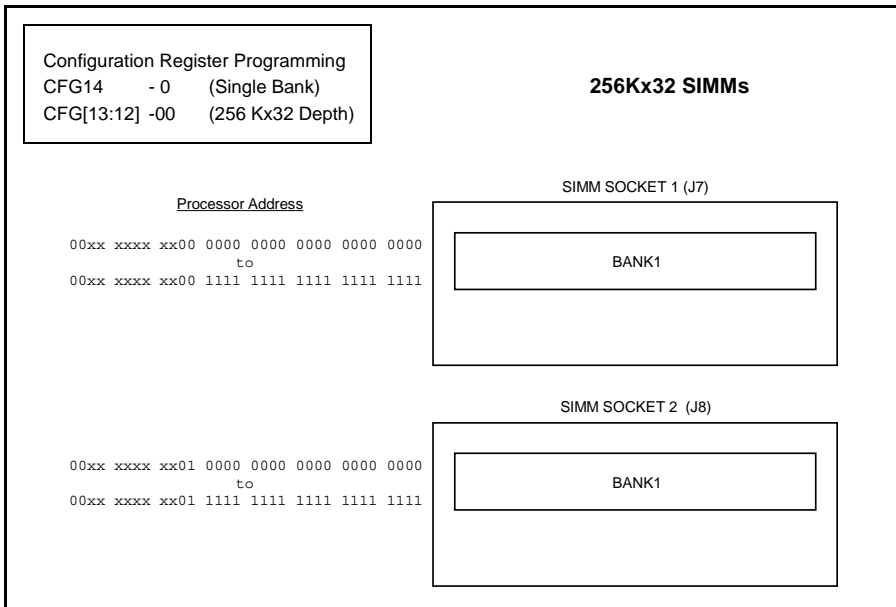 Configuration Register Programming
CFG14 - 0 (Single Bank)
CFG[13:12] -00 (256 Kx32 Depth)
256Kx32 SIMMs
Processor Address
SIMM SOCKET 1 (J7)
00xx xxxx xx00 0000 0000 0000 0000 0000
to
00xx xxxx xx00 1111 1111 1111 1111 1111
BANK1
SIMM SOCKET 2 (J8)
00xx xxxx xx01 0000 0000 0000 0000 0000
to
00xx xxxx xx01 1111 1111 1111 1111 1111
BANK1